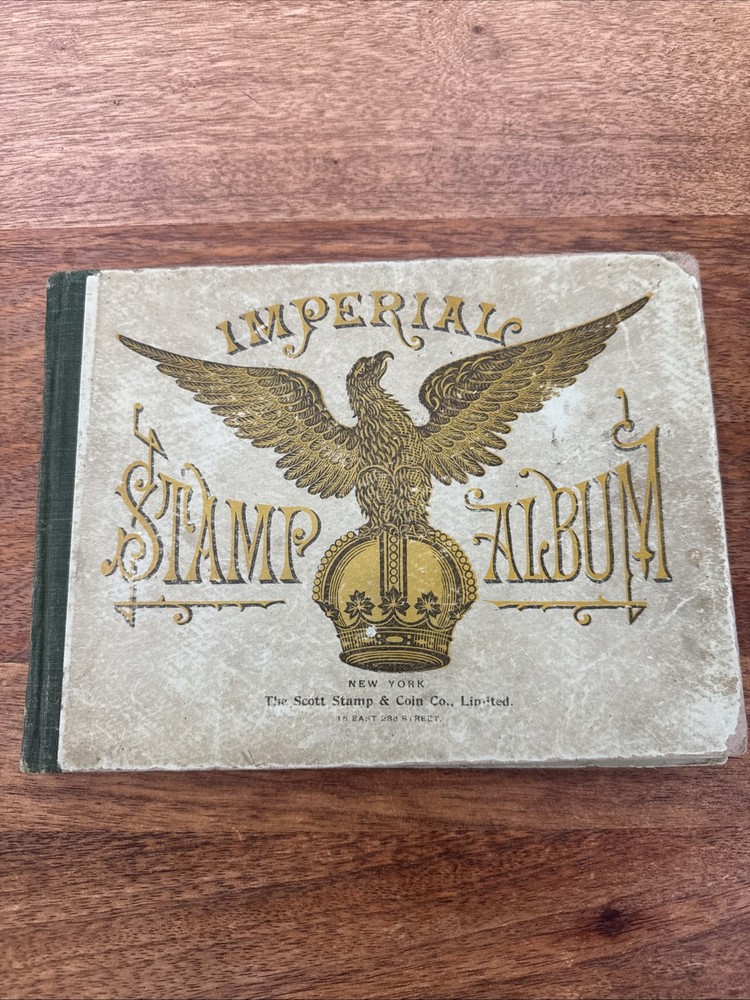 IMPERIAL
STAMP ALBUM
NEW YORK
The Scott Stamp & Coin Co., Limited.
18 EAST 23d STREET.